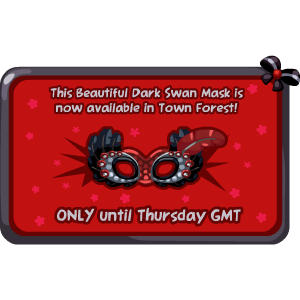 This Beautiful Dark Swan Mask is
now available in Town Forest!
ONLY until Thursday GMT